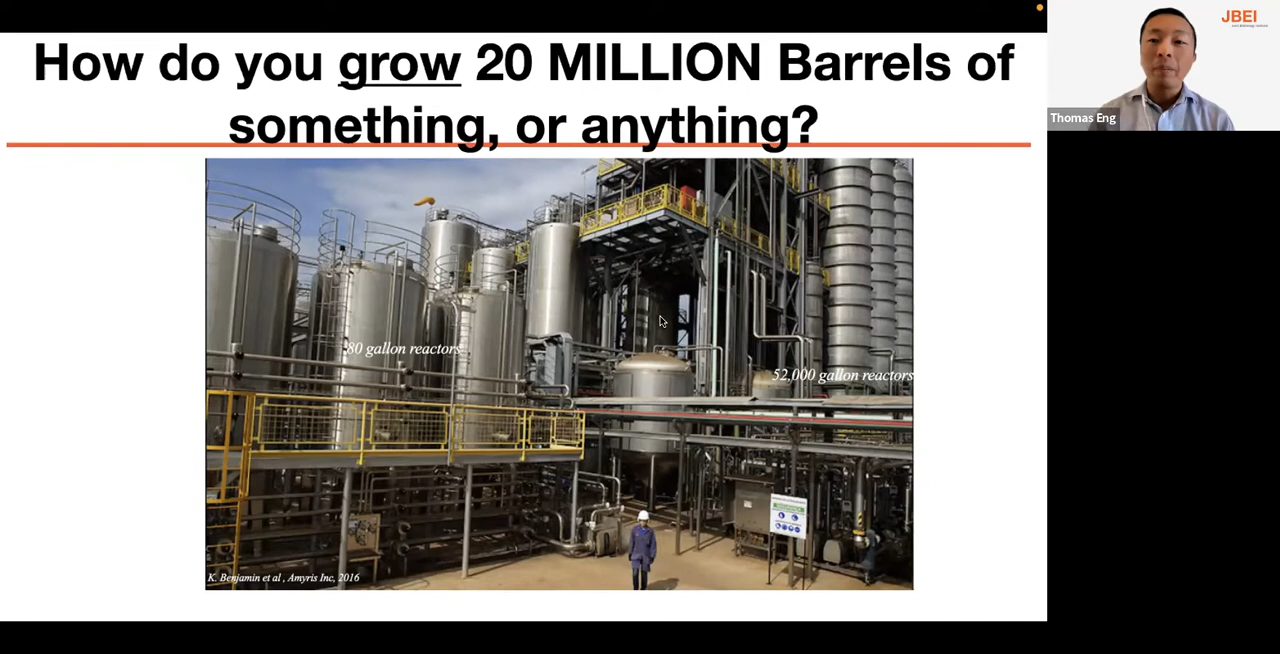 How do you grow 20 MILLION Barrels of
something, or anything?
80 gallon reactors
52,000 gallon reactors
K. Benjamin et al , Amyris Inc, 2016
JBEI
Thomas Eng